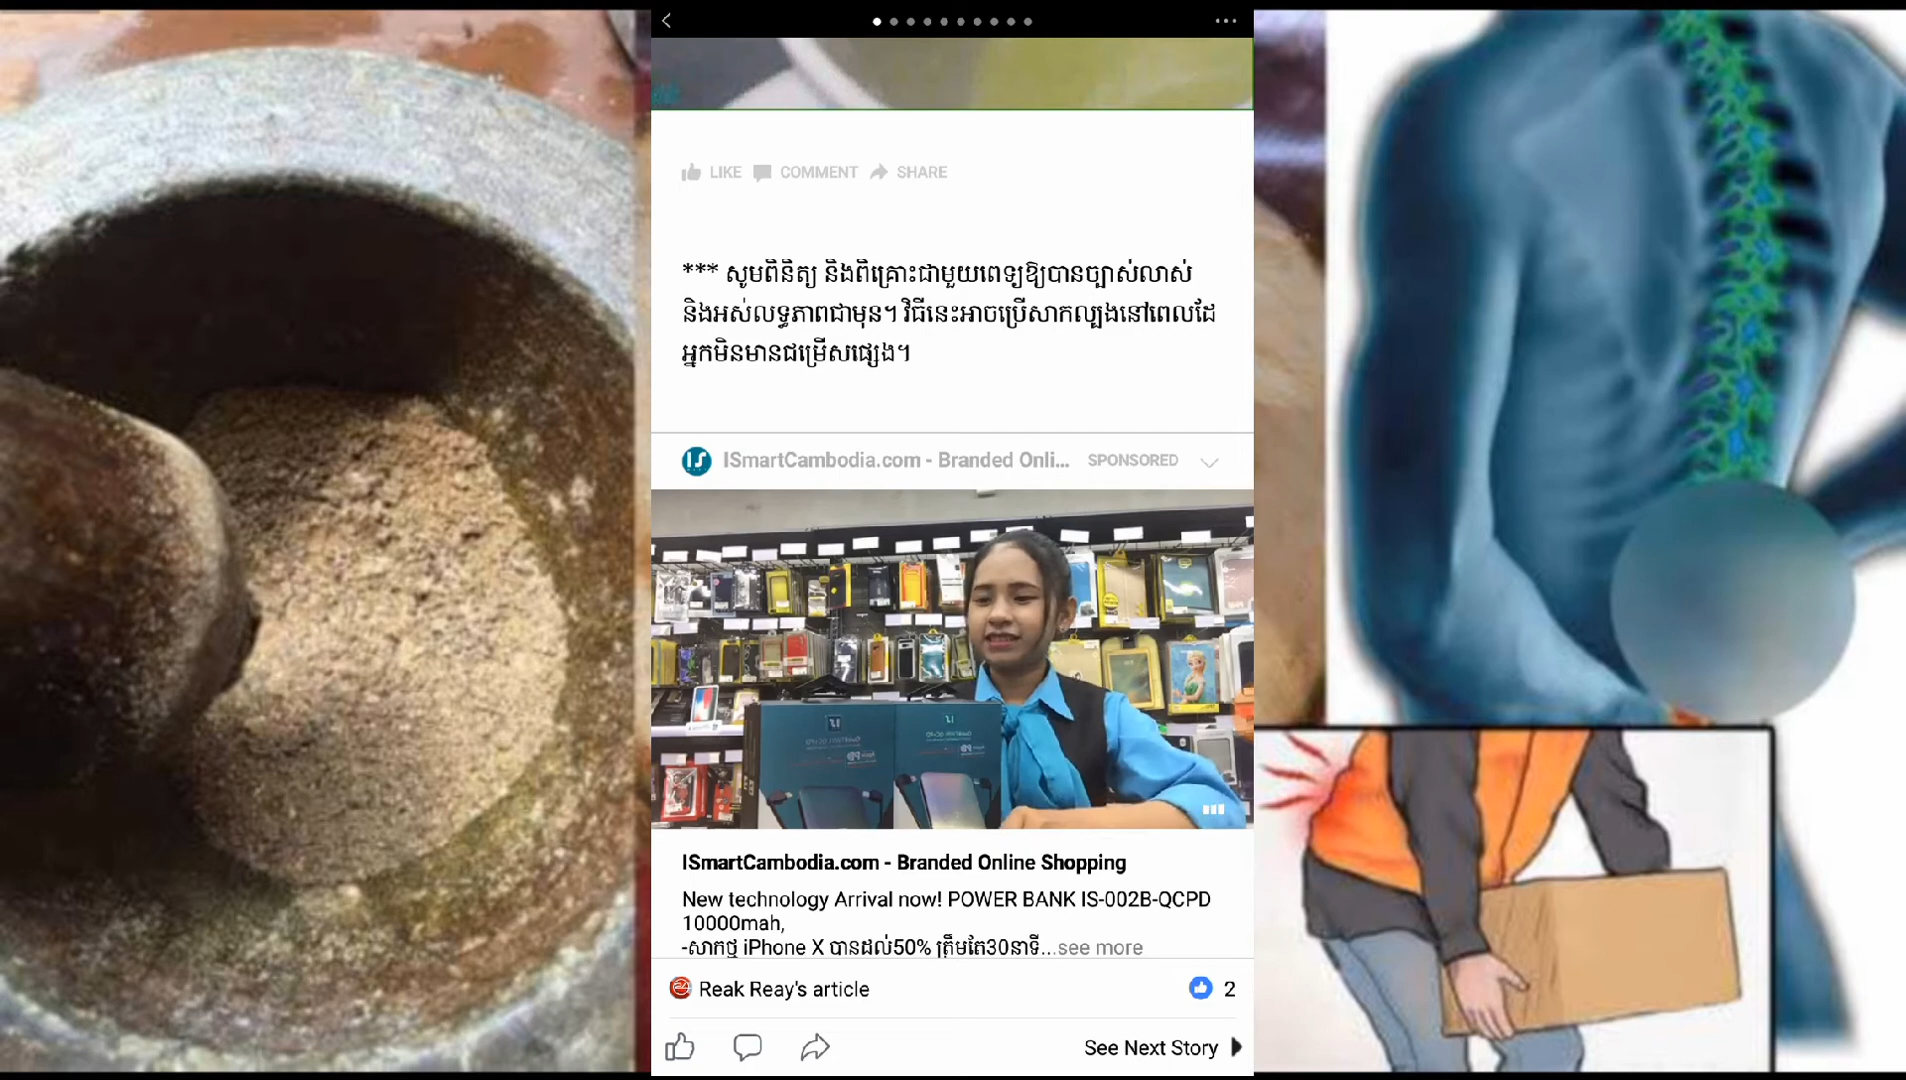 LIKE COMMENT SHARE
*** សូមពិនិត្យ និងពិគ្រោះជាមួយពេទ្យឱ្យបានច្បាស់លាស់
និងអស់លទ្ធភាពជាមុន។ វិធីនេះអាចប្រើសាកល្បងនៅពេលដែ
អ្នកមិនមានជម្រើសផ្សេង។
ISmartCambodia.com - Branded Onli... SPONSORED
ISmartCambodia.com - Branded Online Shopping
New technology Arrival now! POWER BANK IS-002B-QCPD
10000mah,
-សាកថ្ម iPhone X បានដល់50% ត្រឹមតែ30នាទី...see more
Reak Reay's article 2
See Next Story